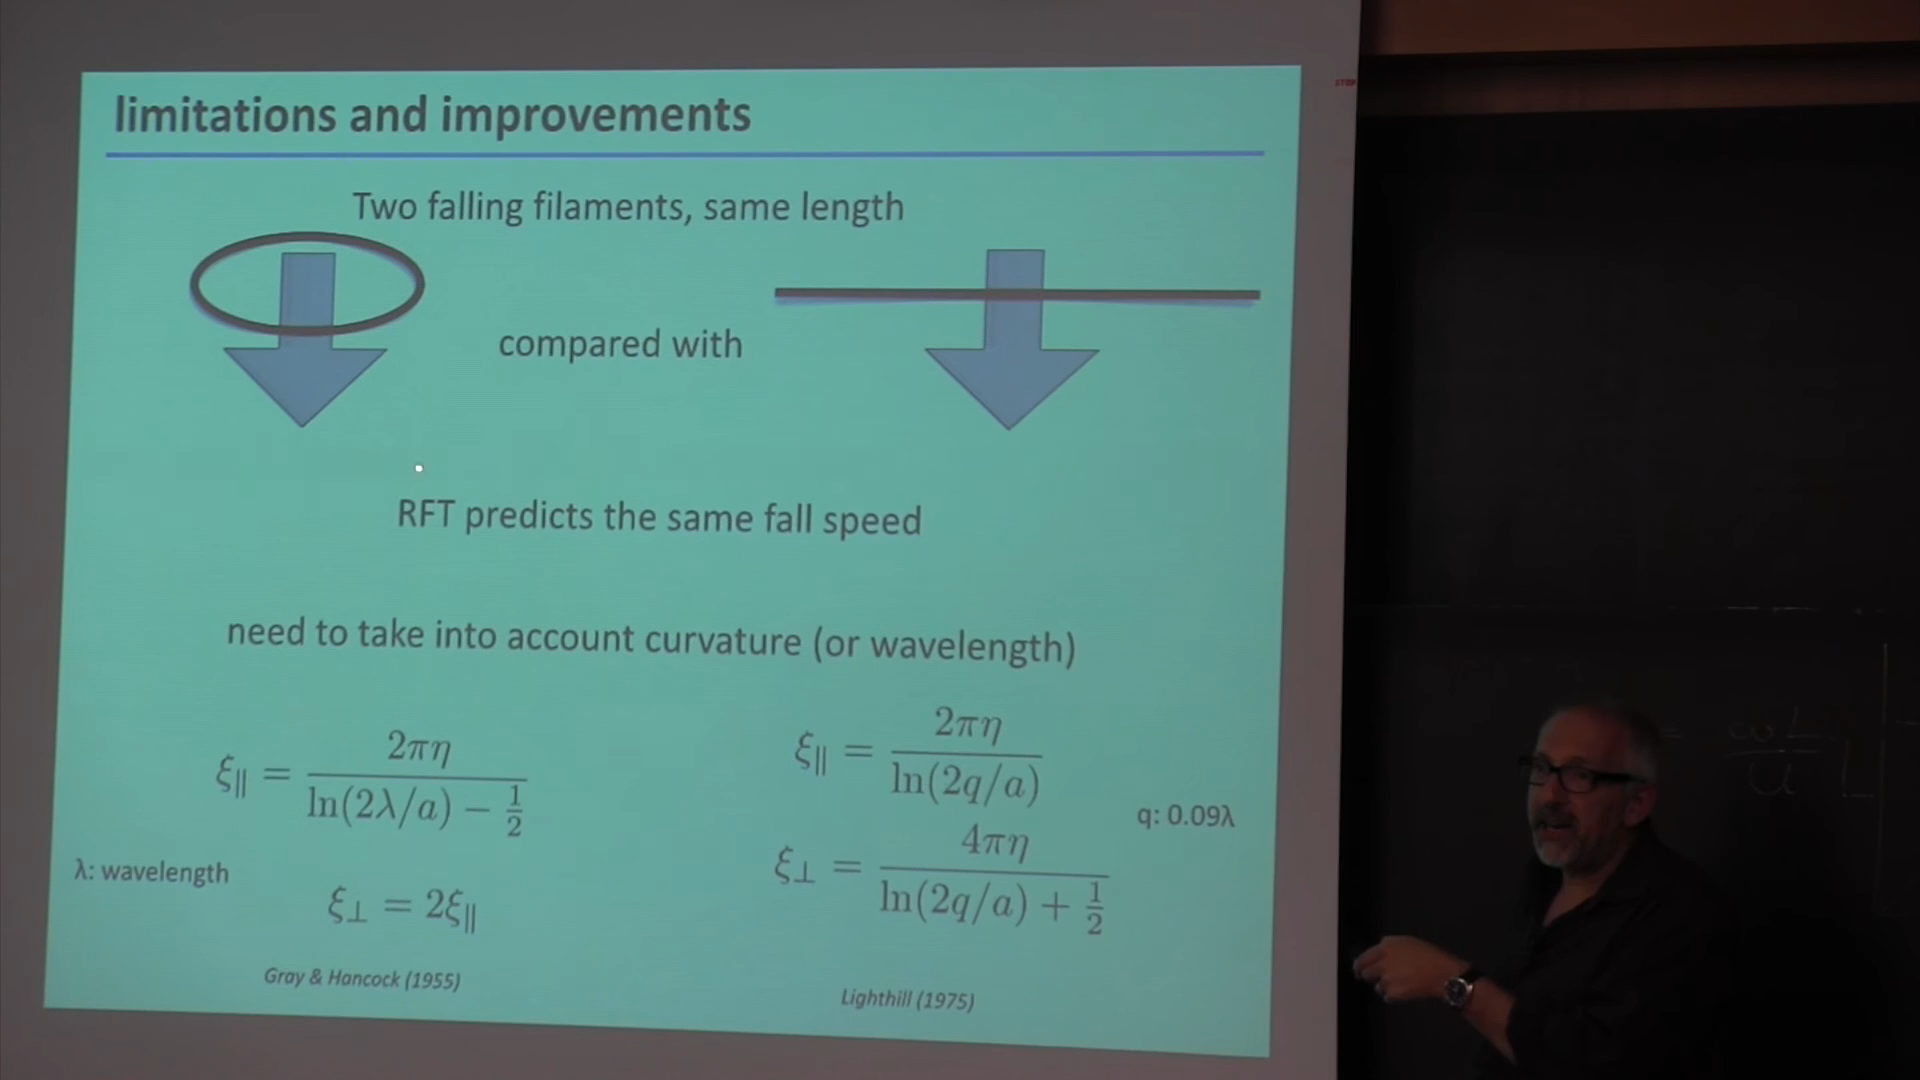 STOP
limitations and improvements
Two falling filaments, same length
compared with
RFT predicts the same fall speed
need to take into account curvature (or wavelength)
ξ∥ = 2πη / ln(2λ/a) − 1/2
λ: wavelength
ξ⊥ = 2ξ∥
Gray & Hancock (1955)
ξ∥ = 2πη / ln(2q/a)
q: 0.09λ
ξ⊥ = 4πη / ln(2q/a) + 1/2
Lighthill (1975)